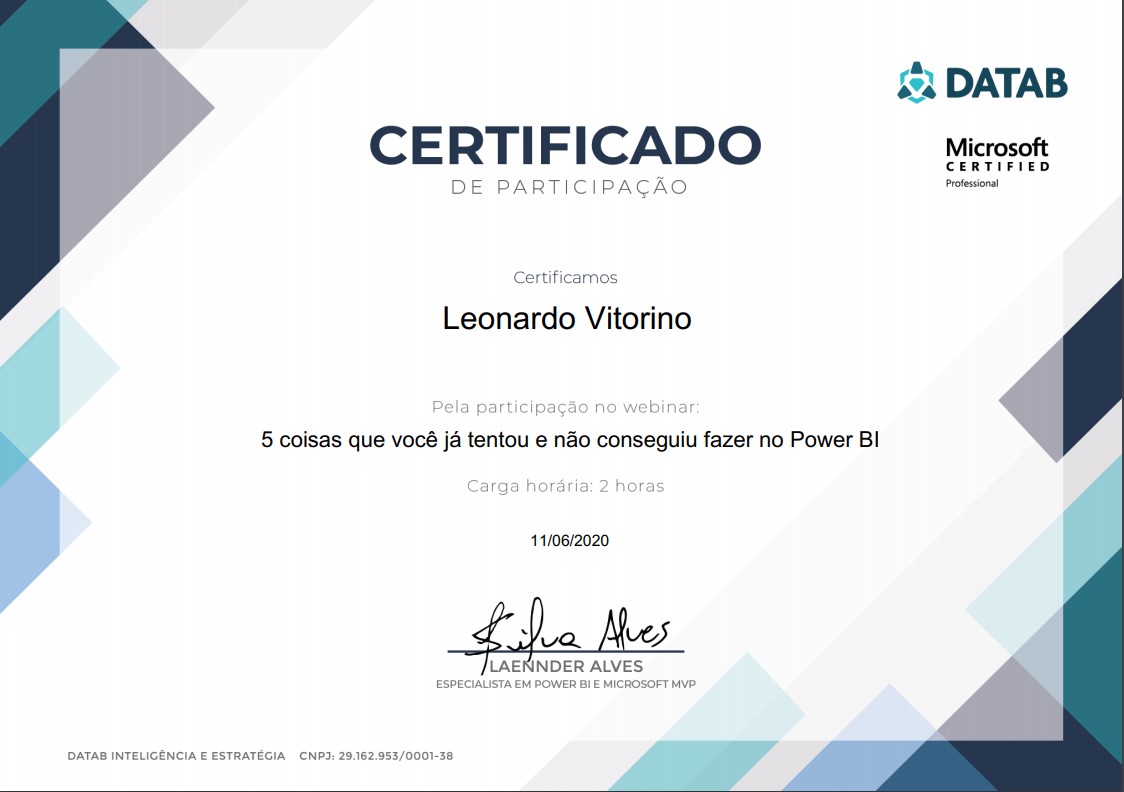 DATAB
Microsoft
CERTIFIED
Professional
CERTIFICADO
DE PARTICIPAÇÃO
Certificamos
Leonardo Vitorino
Pela participação no webinar:
5 coisas que você já tentou e não conseguiu fazer no Power BI
Carga horária: 2 horas
11/06/2020
Silva Alves
LAENNDER ALVES
ESPECIALISTA EM POWER BI E MICROSOFT MVP
DATAB INTELIGÊNCIA E ESTRATÉGIA CNPJ: 29.162.953/0001-38